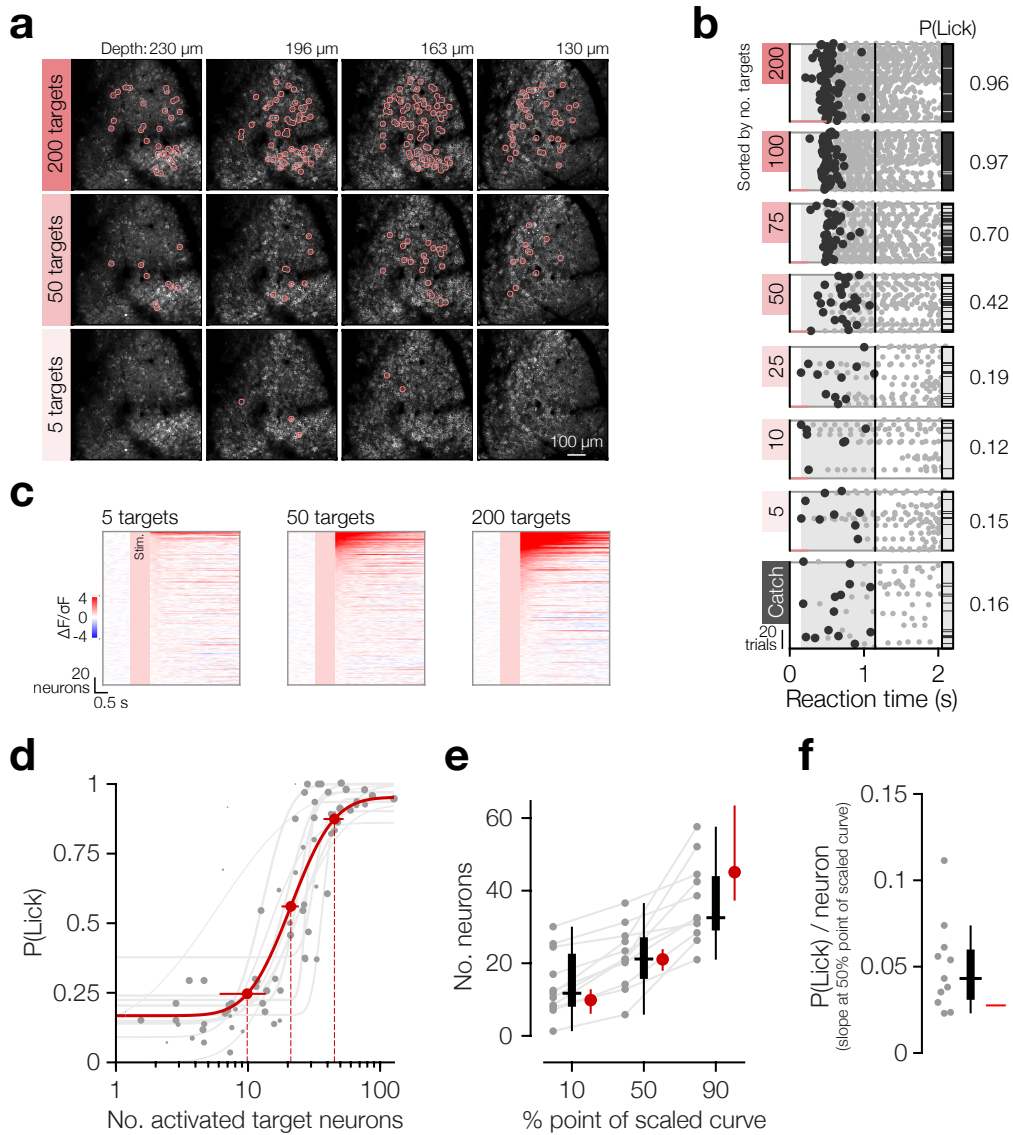 a
Depth: 230 µm 196 µm 163 µm 130 µm
200 targets
50 targets
5 targets
100 µm
b
P(Lick)
Sorted by no. targets
200 0.96
100 0.97
75 0.70
50 0.42
25 0.19
10 0.12
5 0.15
Catch 0.16
20
trials
0 1 2
Reaction time (s)
c
5 targets 50 targets 200 targets
Stim.
ΔF/σF
4
0
-4
20
neurons
0.5 s
d
P(Lick)
1
0.75
0.5
0.25
0
1 10 100
No. activated target neurons
e
No. neurons
60
40
20
0
10 50 90
% point of scaled curve
f
P(Lick) / neuron
(slope at 50% point of scaled curve)
0.15
0.1
0.05
0